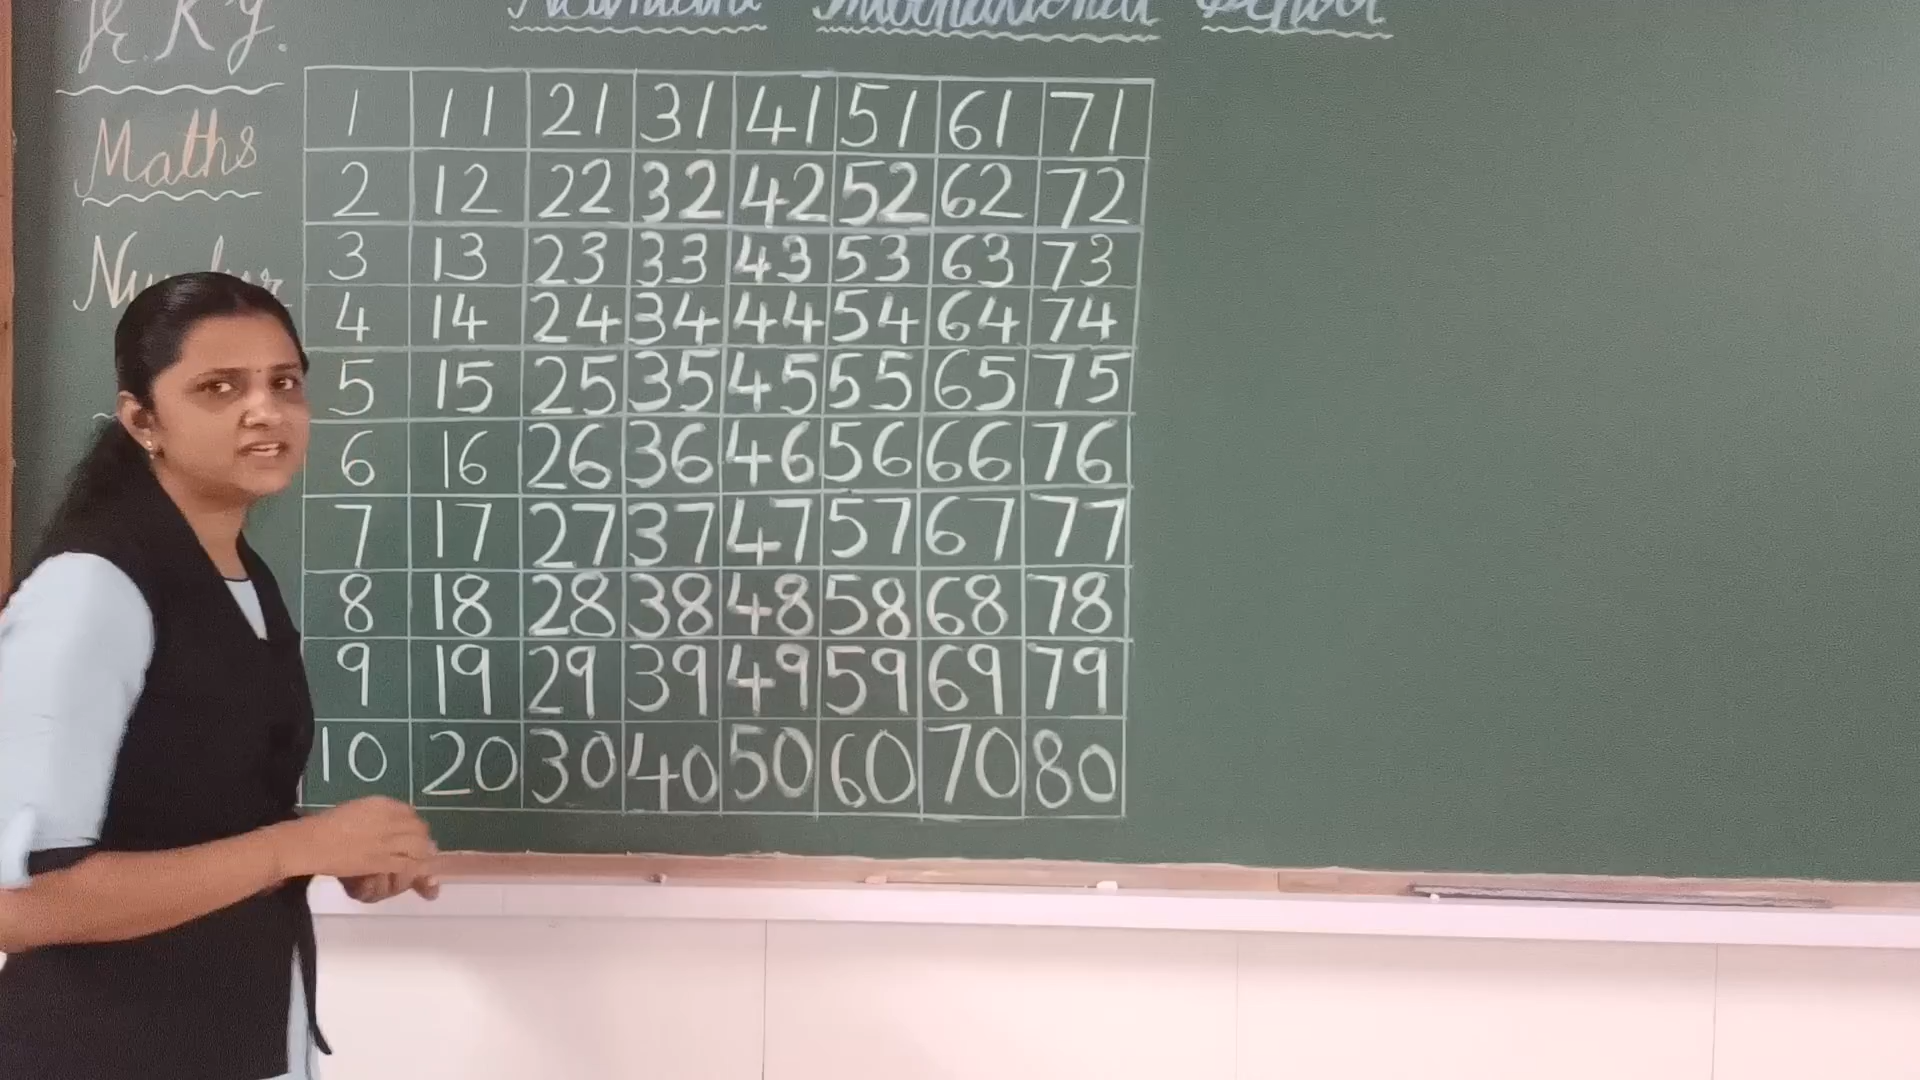 International School
Maths
Number
1 11 21 31 41 51 61 71
2 12 22 32 42 52 62 72
3 13 23 33 43 53 63 73
4 14 24 34 44 54 64 74
5 15 25 35 45 55 65 75
6 16 26 36 46 56 66 76
7 17 27 37 47 57 67 77
8 18 28 38 48 58 68 78
9 19 29 39 49 59 69 79
10 20 30 40 50 60 70 80